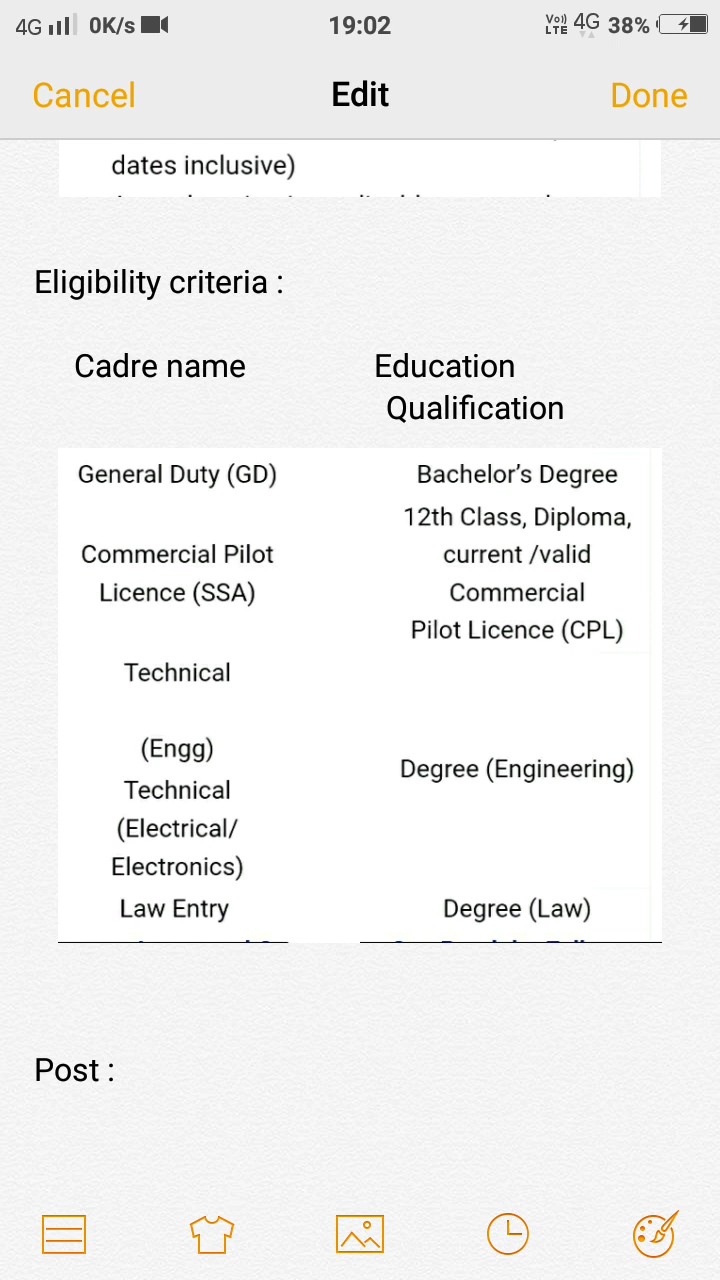 4G 0K/s 19:02 Vo)) LTE 4G 38%
Cancel Edit Done
dates inclusive)
Eligibility criteria :
Cadre name Education
Qualification
General Duty (GD) Bachelor’s Degree
12th Class, Diploma,
Commercial Pilot current /valid
Licence (SSA) Commercial
Pilot Licence (CPL)
Technical
(Engg)
Degree (Engineering)
Technical
(Electrical/
Electronics)
Law Entry Degree (Law)
Post :